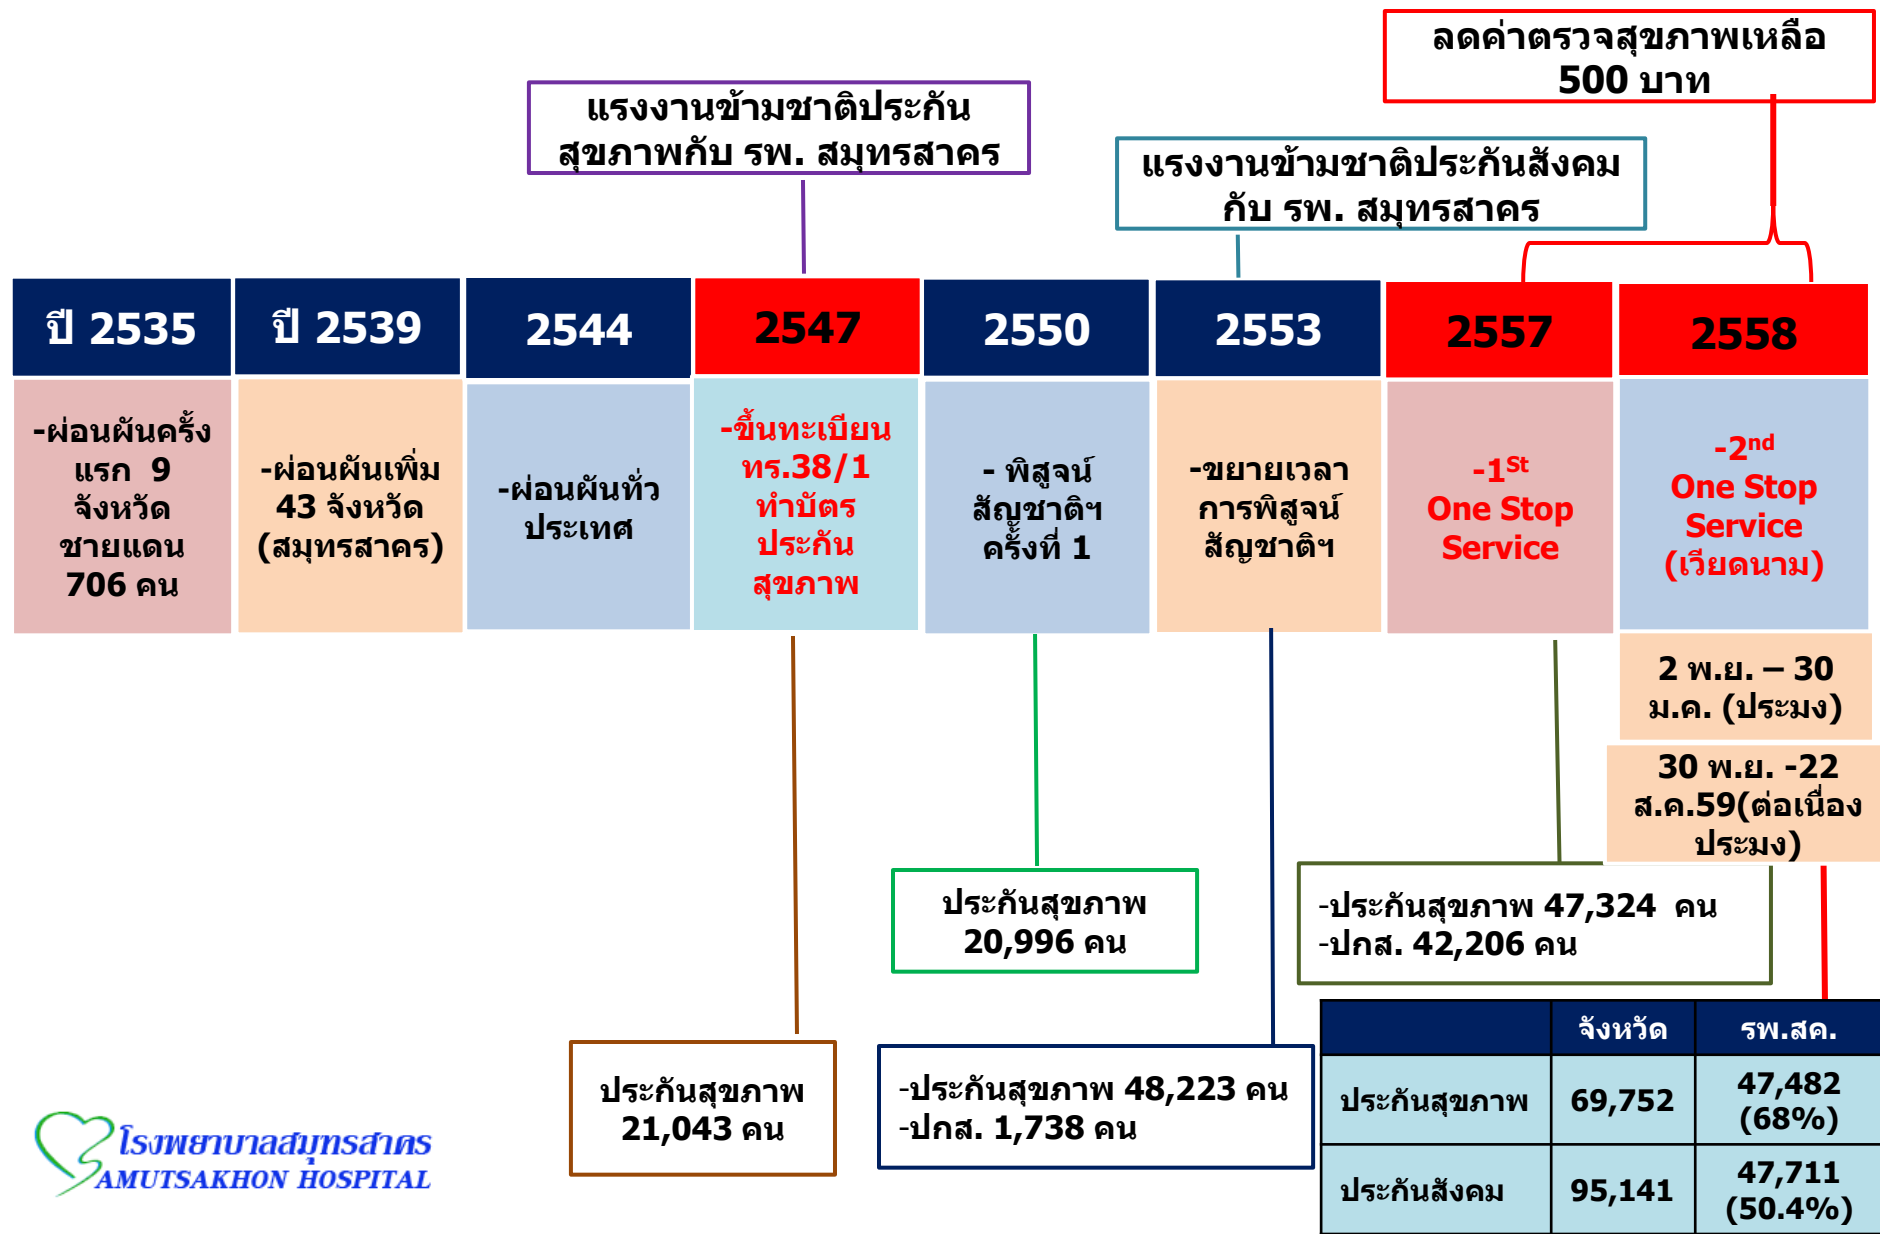 ลดค่าตรวจสุขภาพเหลือ
500 บาท
แรงงานข้ามชาติประกัน
สุขภาพกับ รพ. สมุทรสาคร
แรงงานข้ามชาติประกันสังคม
กับ รพ. สมุทรสาคร
ปี 2535
ปี 2539
2544
2547
2550
2553
2557
2558
-ผ่อนผันครั้ง
แรก 9
จังหวัด
ชายแดน
706 คน
-ผ่อนผันเพิ่ม
43 จังหวัด
(สมุทรสาคร)
-ผ่อนผันทั่ว
ประเทศ
-ขึ้นทะเบียน
ทร.38/1
ทำบัตร
ประกัน
สุขภาพ
- พิสูจน์
สัญชาติฯ
ครั้งที่ 1
-ขยายเวลา
การพิสูจน์
สัญชาติฯ
-1St
One Stop
Service
-2nd
One Stop
Service
(เวียดนาม)
2 พ.ย. – 30
ม.ค. (ประมง)
30 พ.ย. -22
ส.ค.59(ต่อเนื่อง
ประมง)
ประกันสุขภาพ
20,996 คน
-ประกันสุขภาพ 47,324 คน
-ปกส. 42,206 คน
ประกันสุขภาพ
21,043 คน
-ประกันสุขภาพ 48,223 คน
-ปกส. 1,738 คน
จังหวัด รพ.สค.
ประกันสุขภาพ 69,752 47,482
(68%)
ประกันสังคม 95,141 47,711
(50.4%)
โรงพยาบาลสมุทรสาคร
AMUTSAKHON HOSPITAL